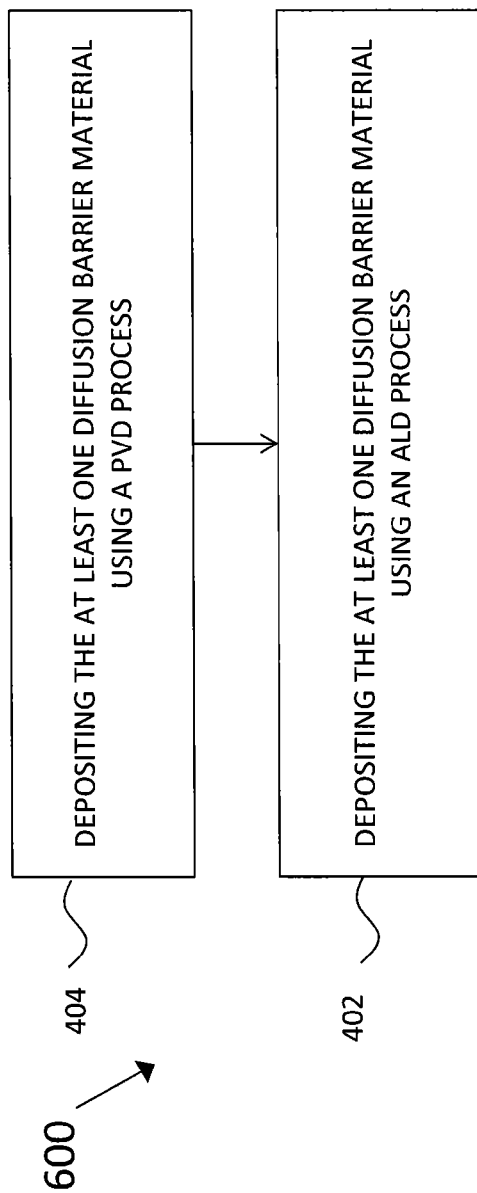 600
404
DEPOSITING THE AT LEAST ONE DIFFUSION BARRIER MATERIAL
USING A PVD PROCESS
402
DEPOSITING THE AT LEAST ONE DIFFUSION BARRIER MATERIAL
USING AN ALD PROCESS